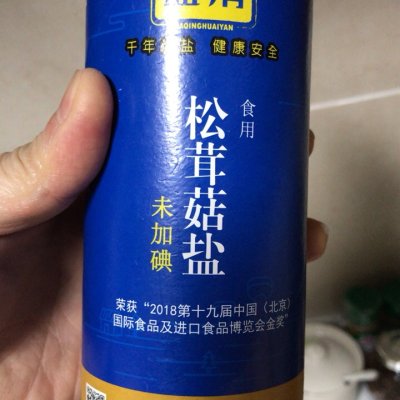 QINGHUAIYAN
千年 盐 健康安全
食用
松茸菇盐
未加碘
荣获“2018第十九届中国（北京）
国际食品及进口食品博览会金奖”